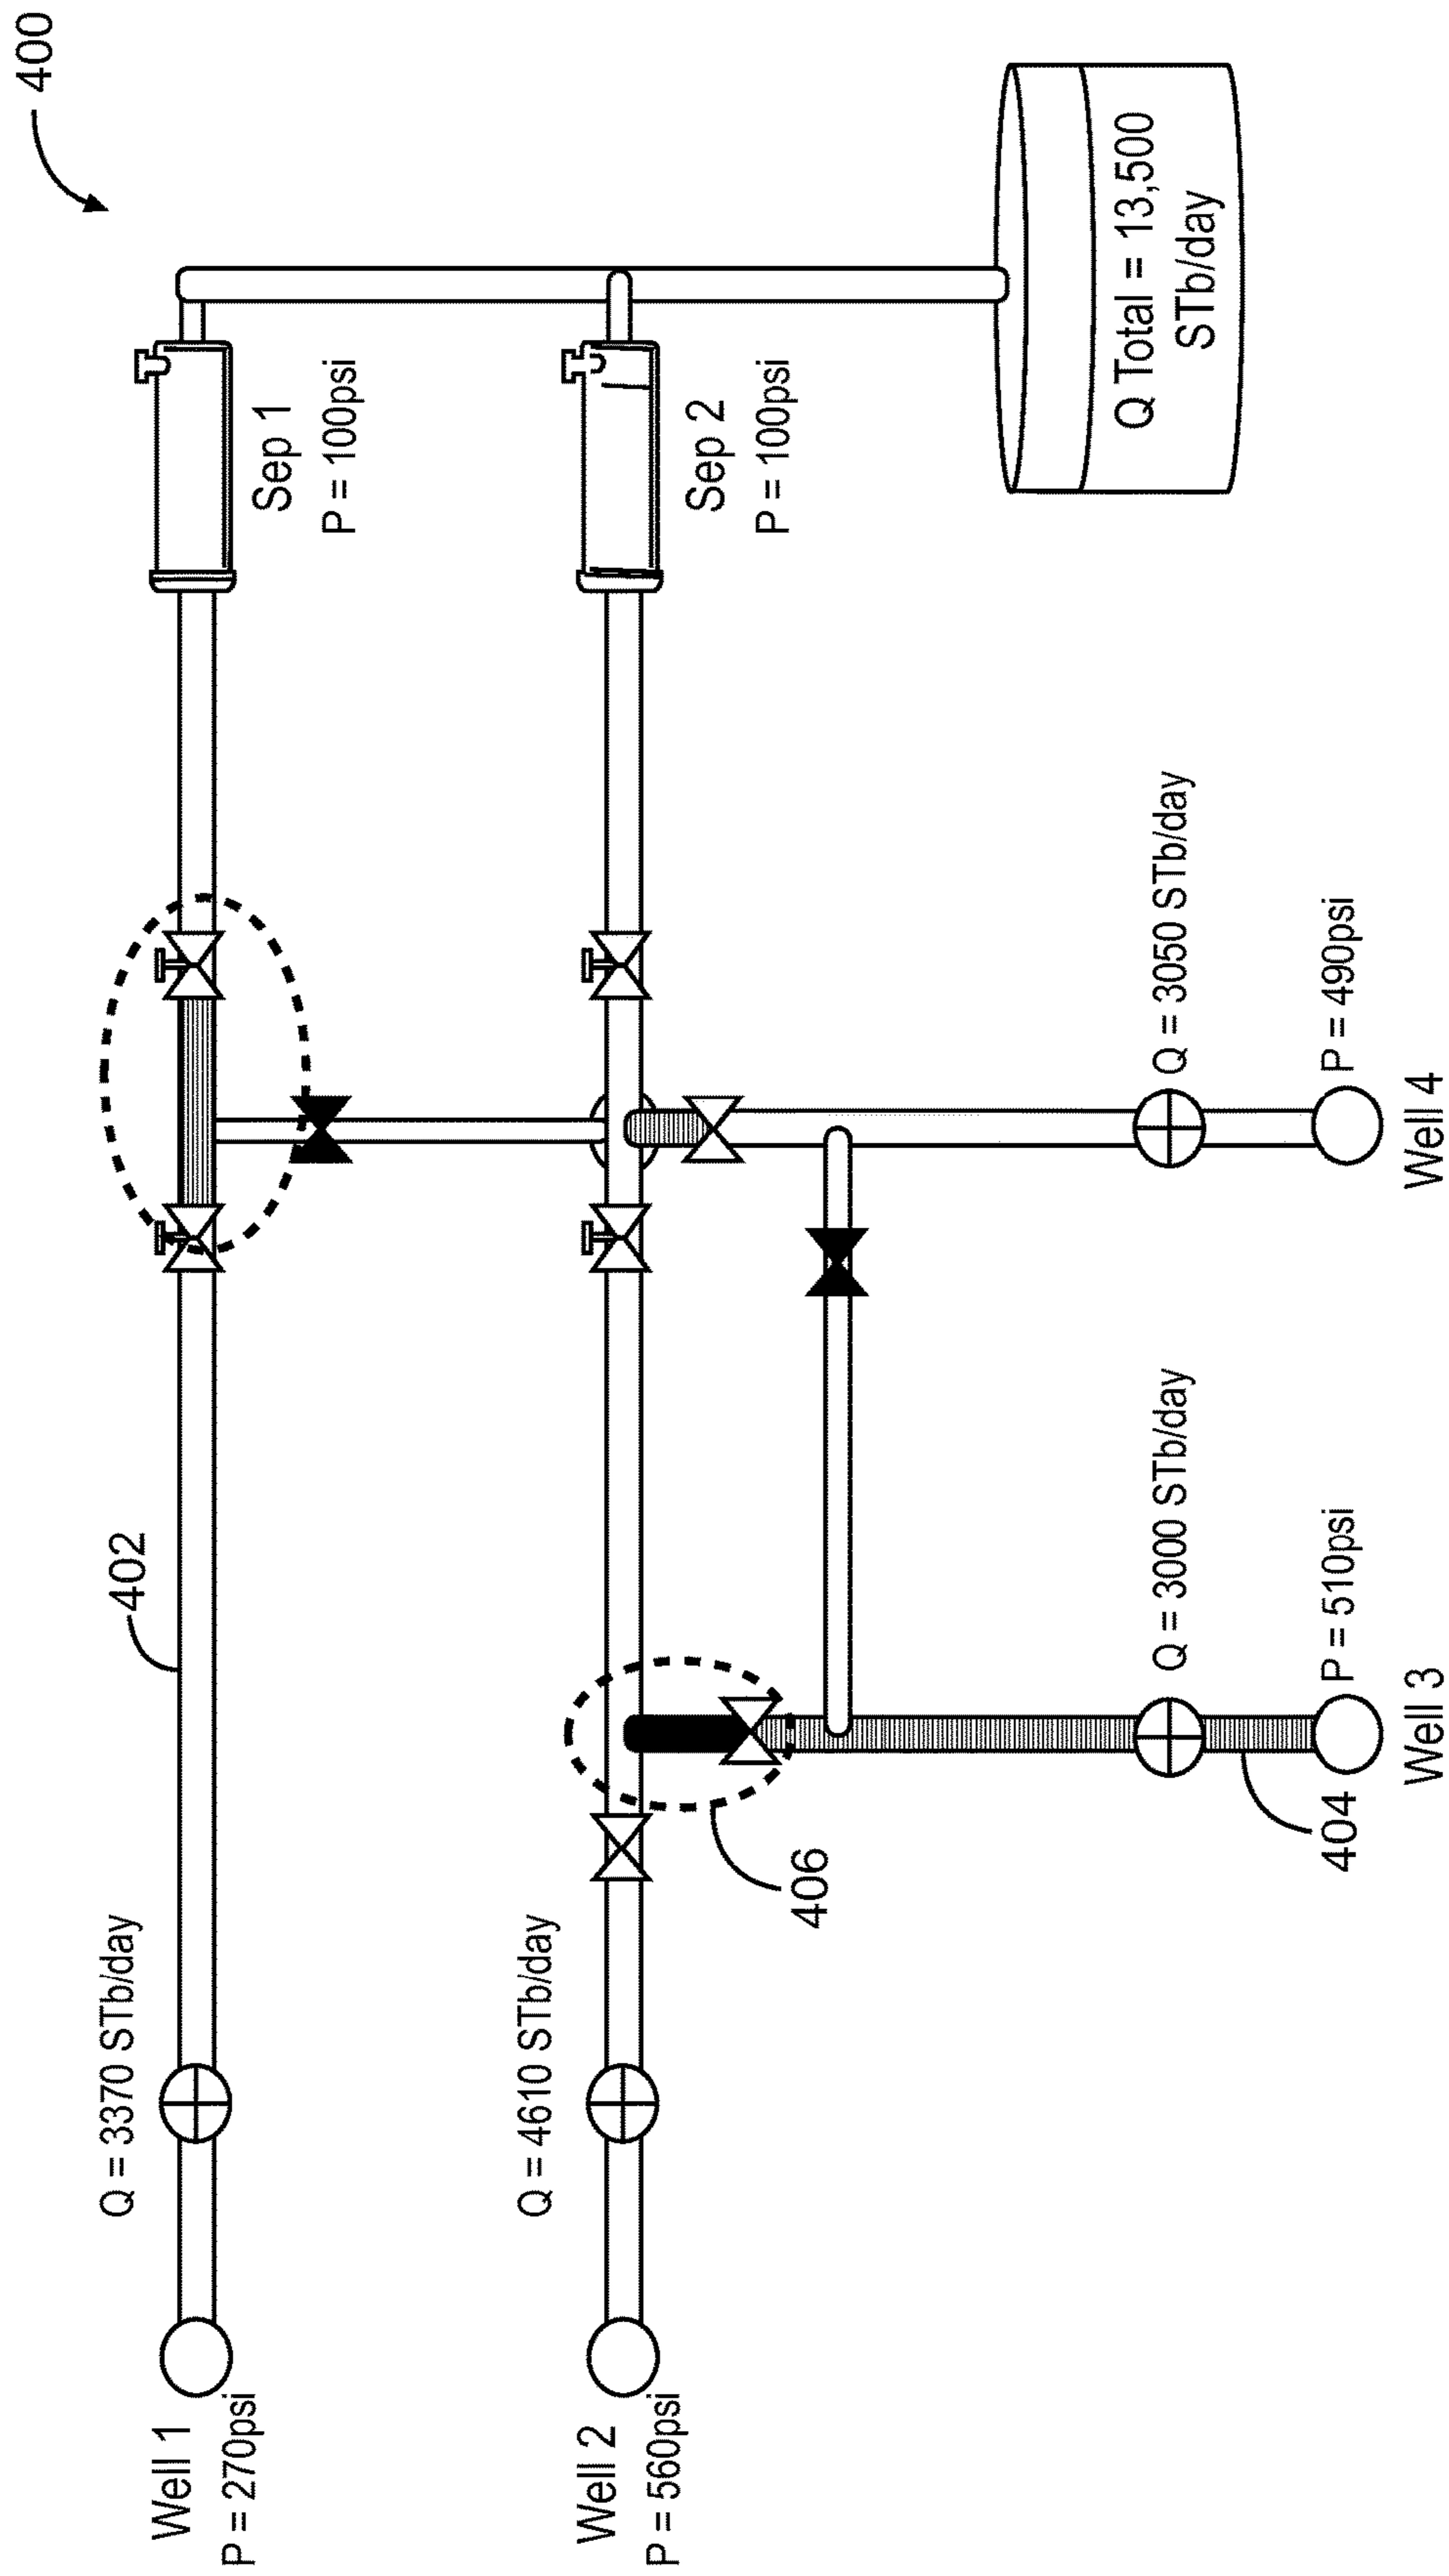 400
Q = 3370 STb/day
402
Well 1
P = 270psi
Sep 1
P = 100psi
Q = 4610 STb/day
Well 2
P = 560psi
Sep 2
P = 100psi
406
Q = 3000 STb/day
404
P = 510psi
Well 3
Q = 3050 STb/day
P = 490psi
Well 4
Q Total = 13,500
STb/day